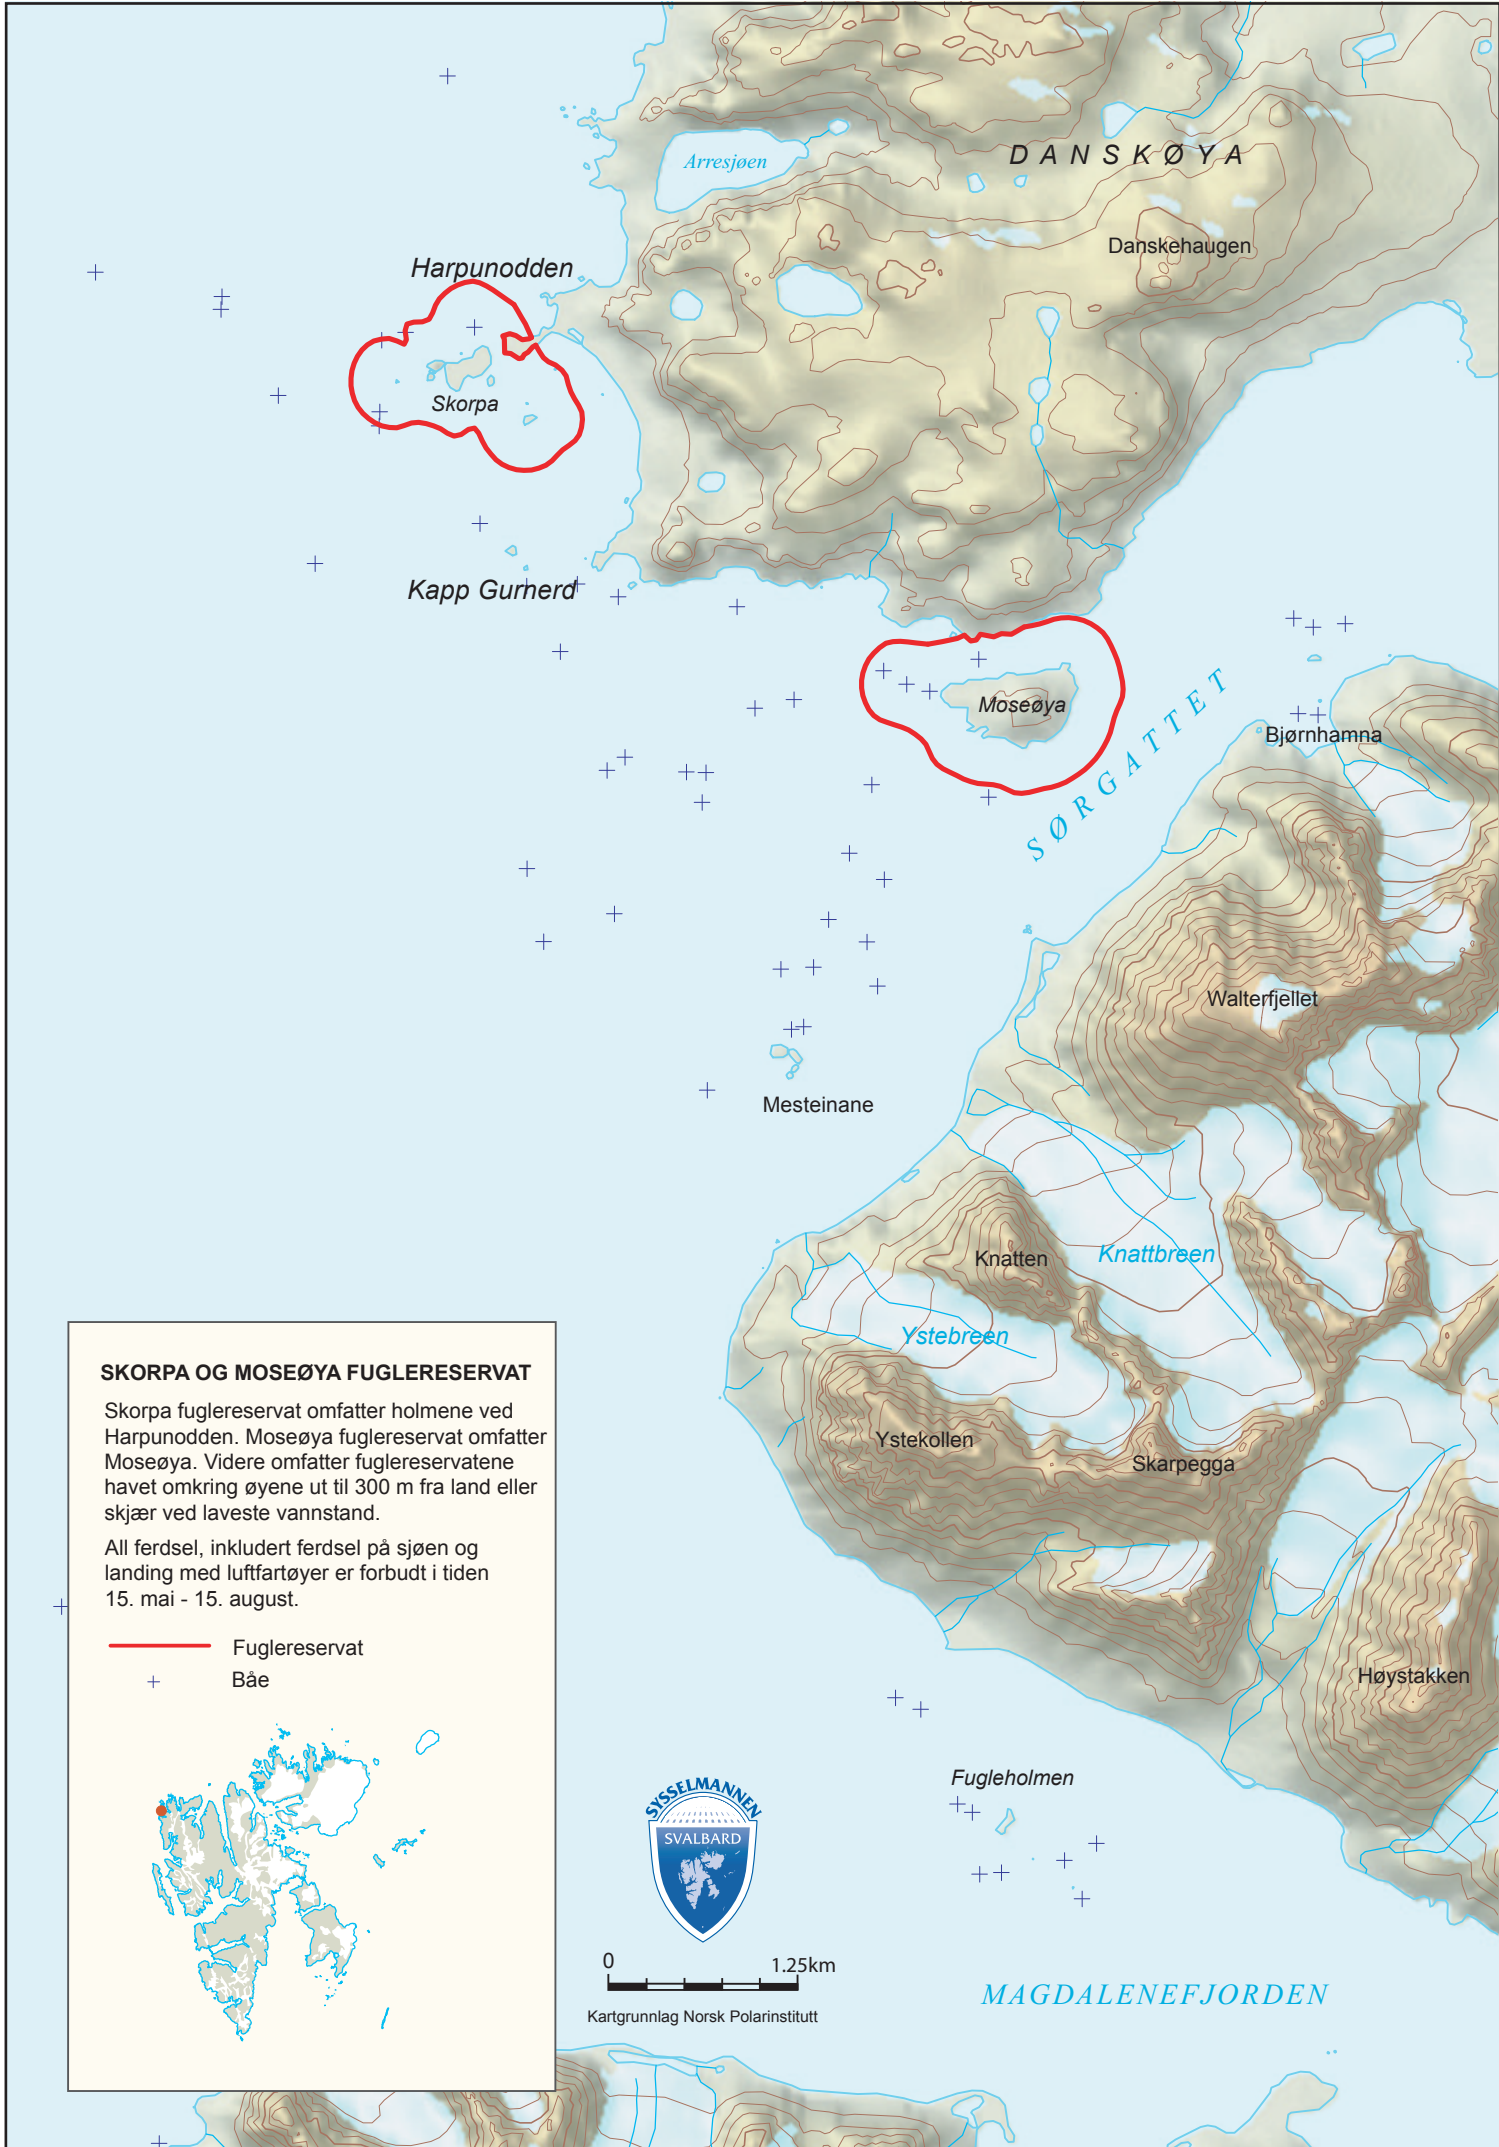 Arresjøen
DANSKØYA
Danskehaugen
Harpunodden
Skorpa
Kapp Gurnerd
Moseøya
SØRGATTET
Bjørnhamna
Walterfjellet
Mesteinane
Knatten
Knattbreen
Ystebreen
Ystekollen
Skarpegga
Høystakken
Fugleholmen
MAGDALENEFJORDEN
SKORPA OG MOSEØYA FUGLERESERVAT
Skorpa fuglereservat omfatter holmene ved
Harpunodden. Moseøya fuglereservat omfatter
Moseøya. Videre omfatter fuglereservatene
havet omkring øyene ut til 300 m fra land eller
skjær ved laveste vannstand.
All ferdsel, inkludert ferdsel på sjøen og
landing med luftfartøyer er forbudt i tiden
15. mai - 15. august.
Fuglereservat
Båe
SYSSELMANNEN
SVALBARD
0 1.25km
Kartgrunnlag Norsk Polarinstitutt